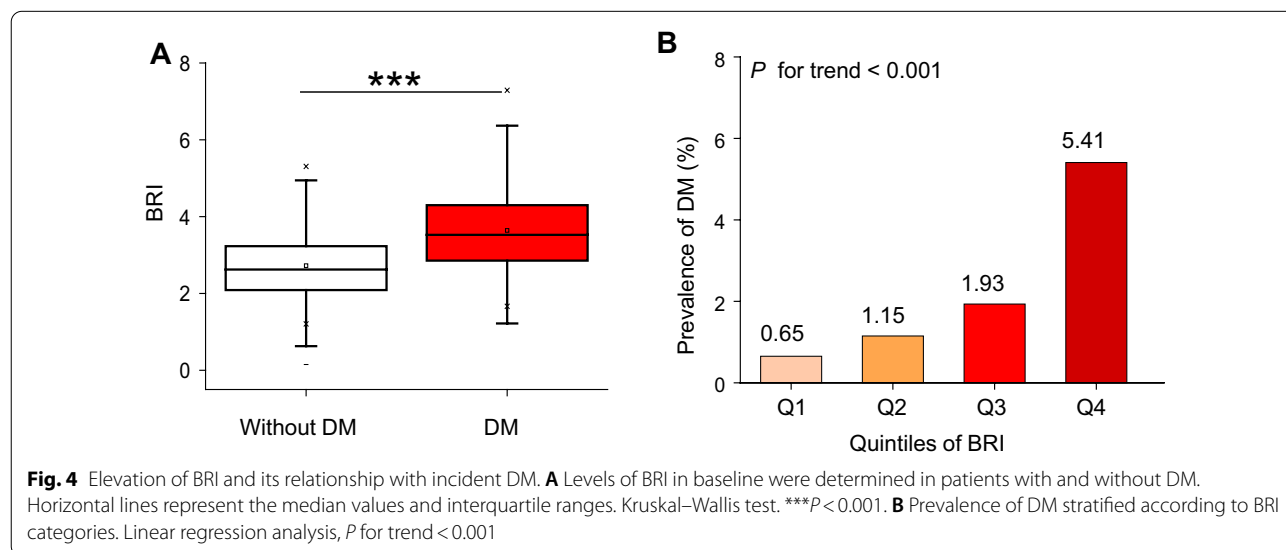 A
8
6
4
2
0
BRI
***
Without DM
DM
B
P for trend < 0.001
8
6
4
2
0
Prevalence of DM (%)
0.65
1.15
1.93
5.41
Q1
Q2
Q3
Q4
Quintiles of BRI
Fig. 4 Elevation of BRI and its relationship with incident DM. A Levels of BRI in baseline were determined in patients with and without DM.
Horizontal lines represent the median values and interquartile ranges. Kruskal–Wallis test. ***P < 0.001. B Prevalence of DM stratified according to BRI
categories. Linear regression analysis, P for trend < 0.001